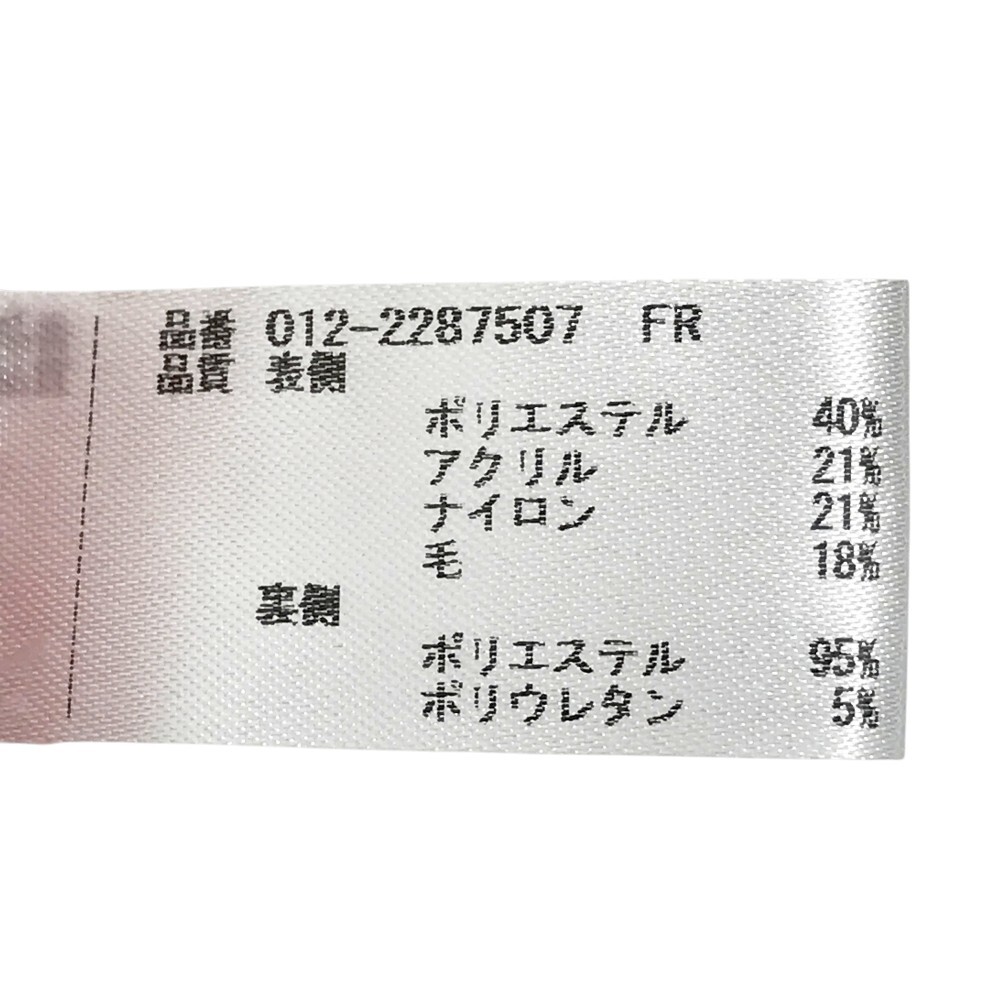 品番 012-2287507 FR
品質 表側
ポリエステル 40%
アクリル 21%
ナイロン 21%
毛 18%
裏側
ポリエステル 95%
ポリウレタン 5%